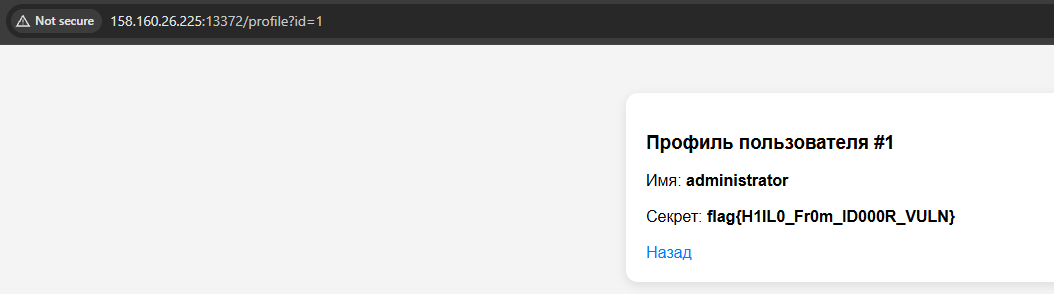 Not secure 158.160.26.225:13372/profile?id=1
Профиль пользователя #1
Имя: administrator
Секрет: flag{H1IL0_Fr0m_ID000R_VULN}
Назад